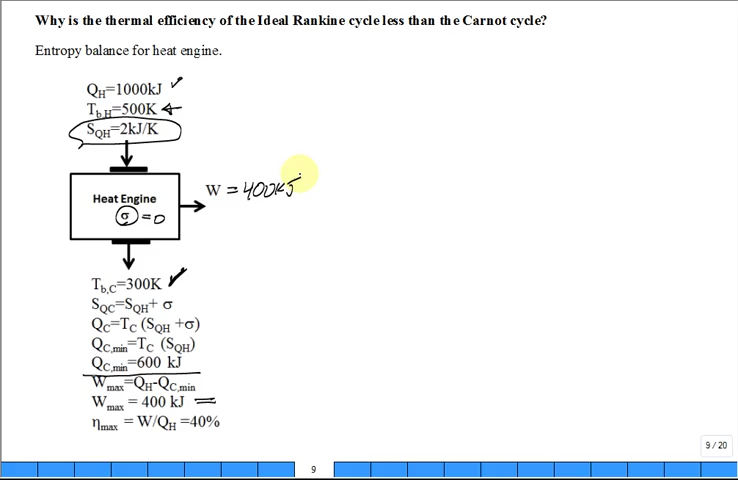 Why is the thermal efficiency of the Ideal Rankine cycle less than the Carnot cycle?
Entropy balance for heat engine.
QH=1000kJ
TbH=500K
SQH=2kJ/K
Heat Engine
σ =0
W = 400kJ
Tb,C=300K
SQC=SQH+ σ
QC=TC (SQH +σ)
QC,min=TC (SQH)
QC,min=600 kJ
Wmax=QH-QC,min
Wmax = 400 kJ
ηmax = W/QH =40%
9 / 20
9